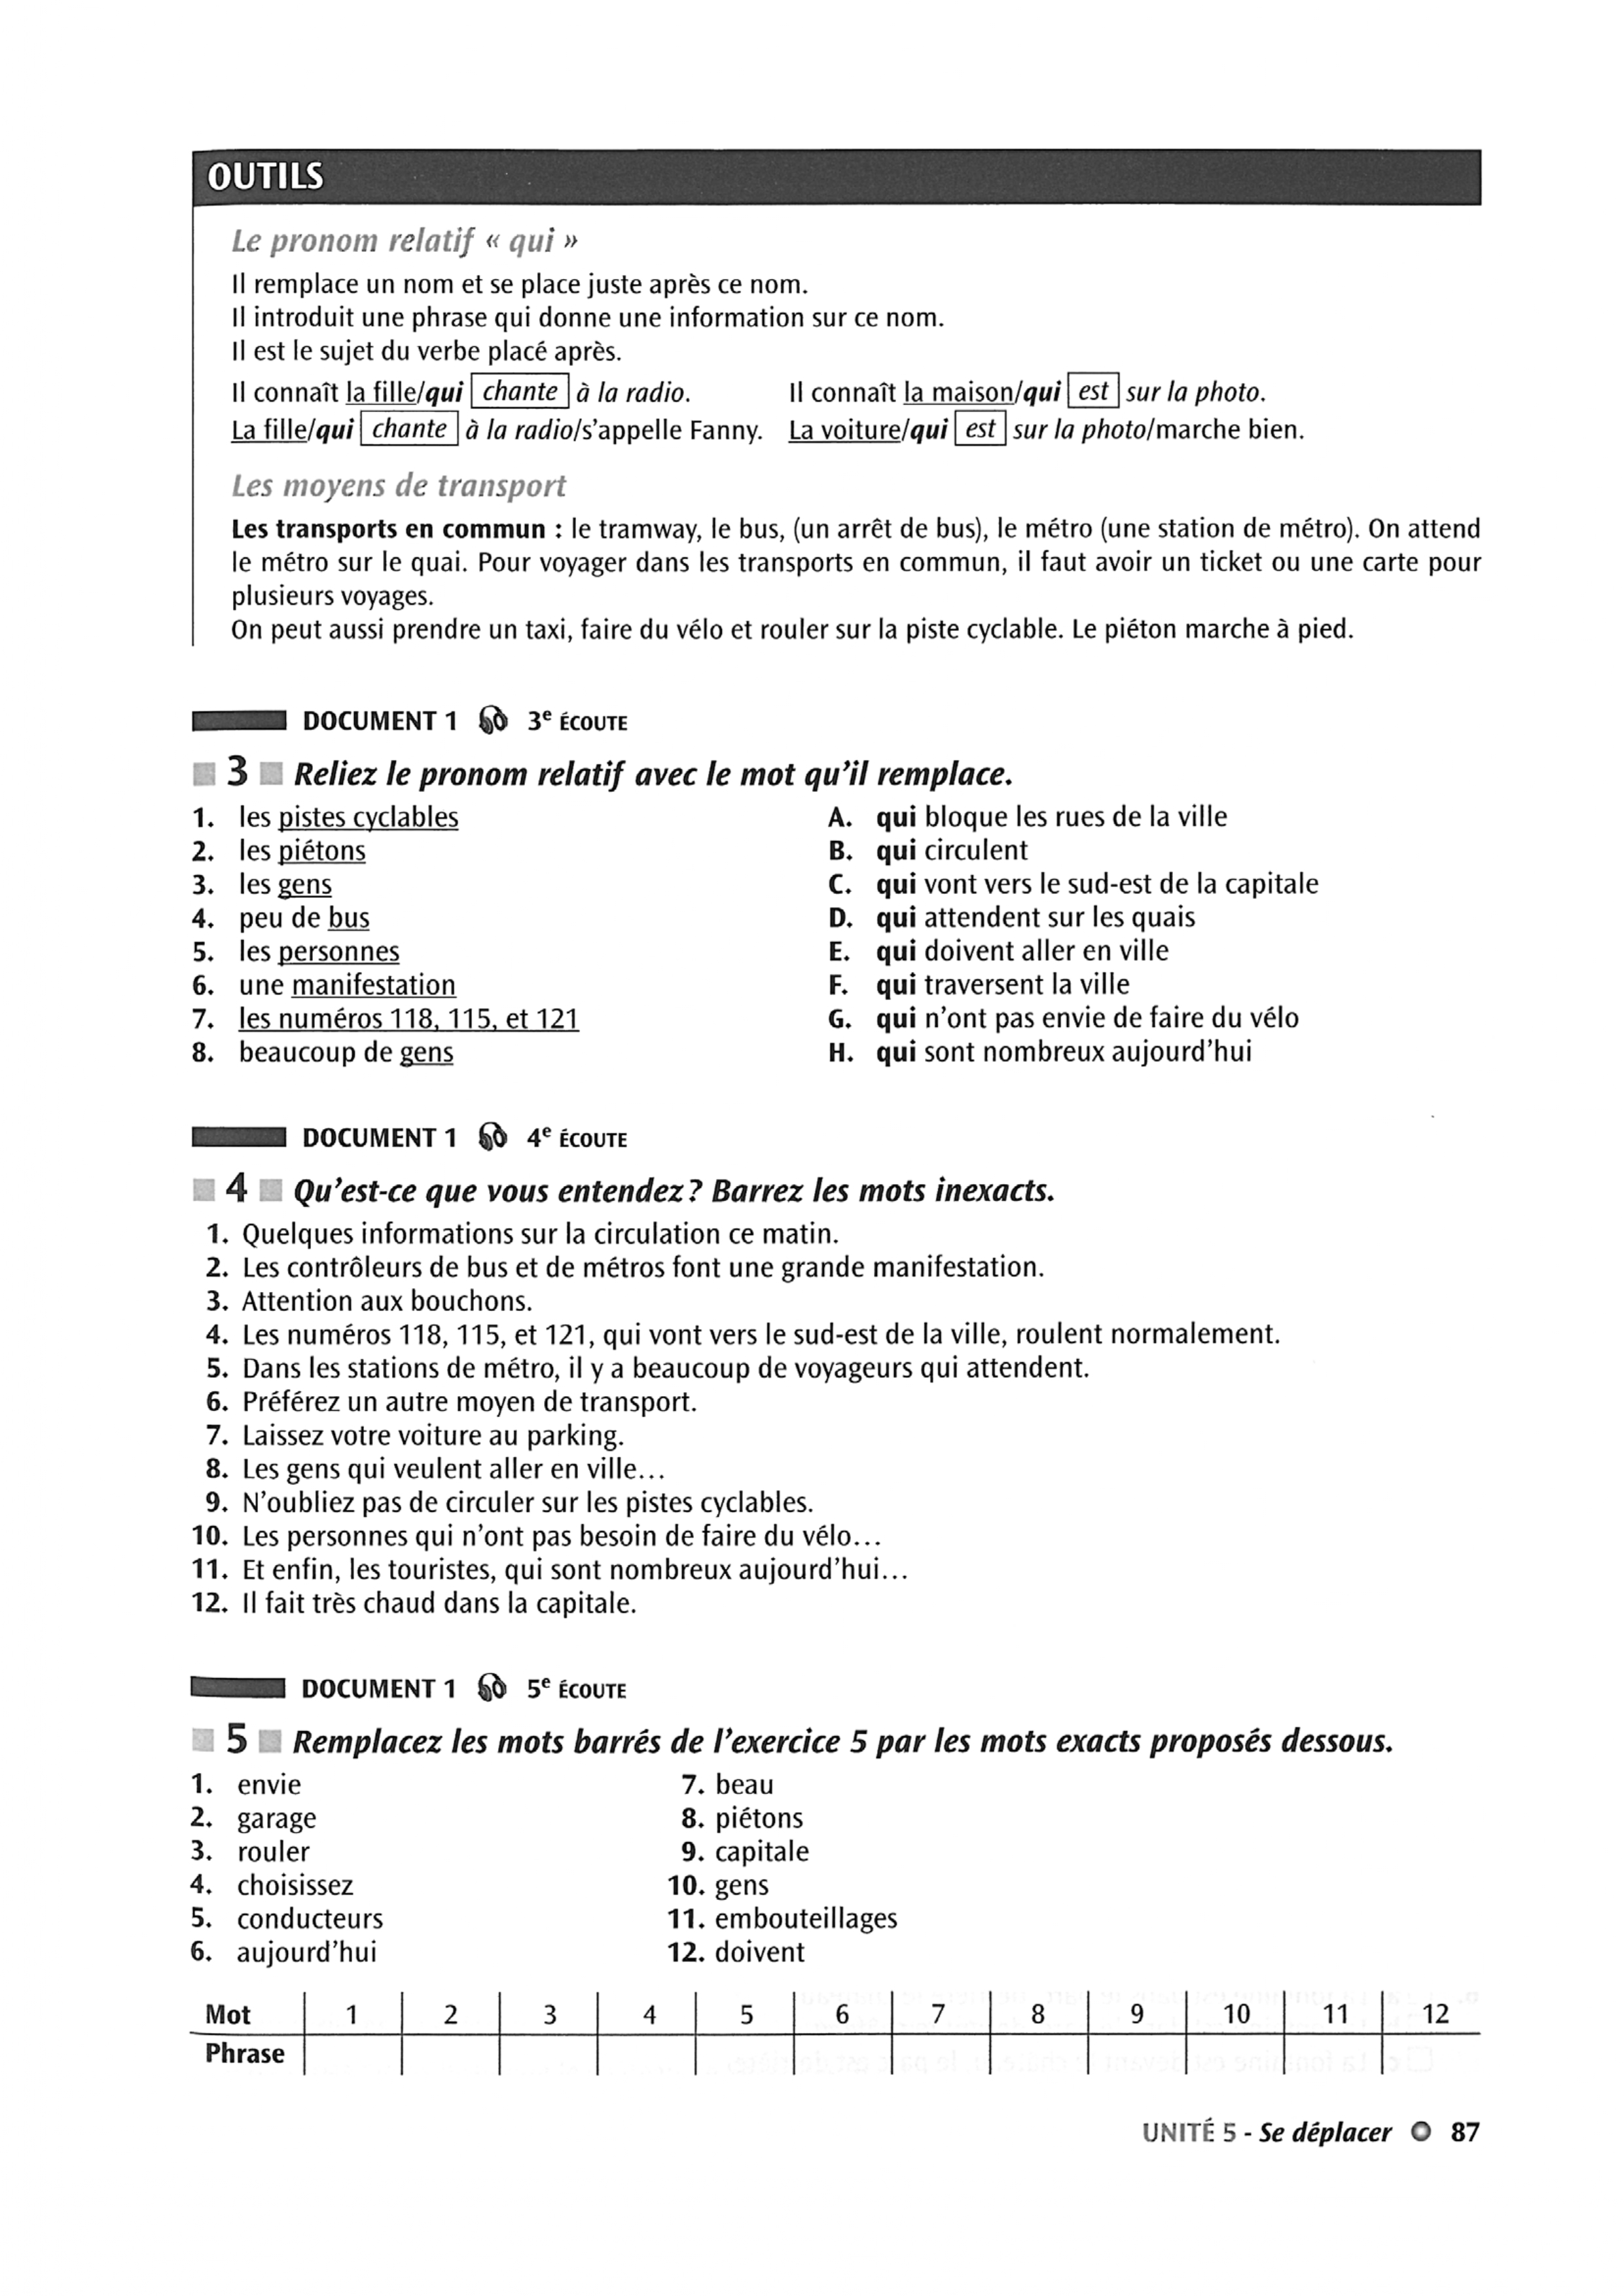 OUTILS
Le pronom relatif « qui »
Il remplace un nom et se place juste après ce nom.
Il introduit une phrase qui donne une information sur ce nom.
Il est le sujet du verbe placé après.
Il connaît la fille/qui chante à la radio. Il connaît la maison/qui est sur la photo.
La fille/qui chante à la radio/s'appelle Fanny. La voiture/qui est sur la photo/marche bien.
Les moyens de transport
Les transports en commun : le tramway, le bus, (un arrêt de bus), le métro (une station de métro). On attend
le métro sur le quai. Pour voyager dans les transports en commun, il faut avoir un ticket ou une carte pour
plusieurs voyages.
On peut aussi prendre un taxi, faire du vélo et rouler sur la piste cyclable. Le piéton marche à pied.
DOCUMENT 1 3e ÉCOUTE
3 Reliez le pronom relatif avec le mot qu'il remplace.
1. les pistes cyclables A. qui bloque les rues de la ville
2. les piétons B. qui circulent
3. les gens C. qui vont vers le sud-est de la capitale
4. peu de bus D. qui attendent sur les quais
5. les personnes E. qui doivent aller en ville
6. une manifestation F. qui traversent la ville
7. les numéros 118, 115, et 121 G. qui n'ont pas envie de faire du vélo
8. beaucoup de gens H. qui sont nombreux aujourd'hui
DOCUMENT 1 4e ÉCOUTE
4 Qu'est-ce que vous entendez ? Barrez les mots inexacts.
1. Quelques informations sur la circulation ce matin.
2. Les contrôleurs de bus et de métros font une grande manifestation.
3. Attention aux bouchons.
4. Les numéros 118, 115, et 121, qui vont vers le sud-est de la ville, roulent normalement.
5. Dans les stations de métro, il y a beaucoup de voyageurs qui attendent.
6. Préférez un autre moyen de transport.
7. Laissez votre voiture au parking.
8. Les gens qui veulent aller en ville...
9. N'oubliez pas de circuler sur les pistes cyclables.
10. Les personnes qui n'ont pas besoin de faire du vélo...
11. Et enfin, les touristes, qui sont nombreux aujourd'hui...
12. Il fait très chaud dans la capitale.
DOCUMENT 1 5e ÉCOUTE
5 Remplacez les mots barrés de l'exercice 5 par les mots exacts proposés dessous.
1. envie 7. beau
2. garage 8. piétons
3. rouler 9. capitale
4. choisissez 10. gens
5. conducteurs 11. embouteillages
6. aujourd'hui 12. doivent
Mot 1 2 3 4 5 6 7 8 9 10 11 12
Phrase
UNITÉ 5 - Se déplacer 87